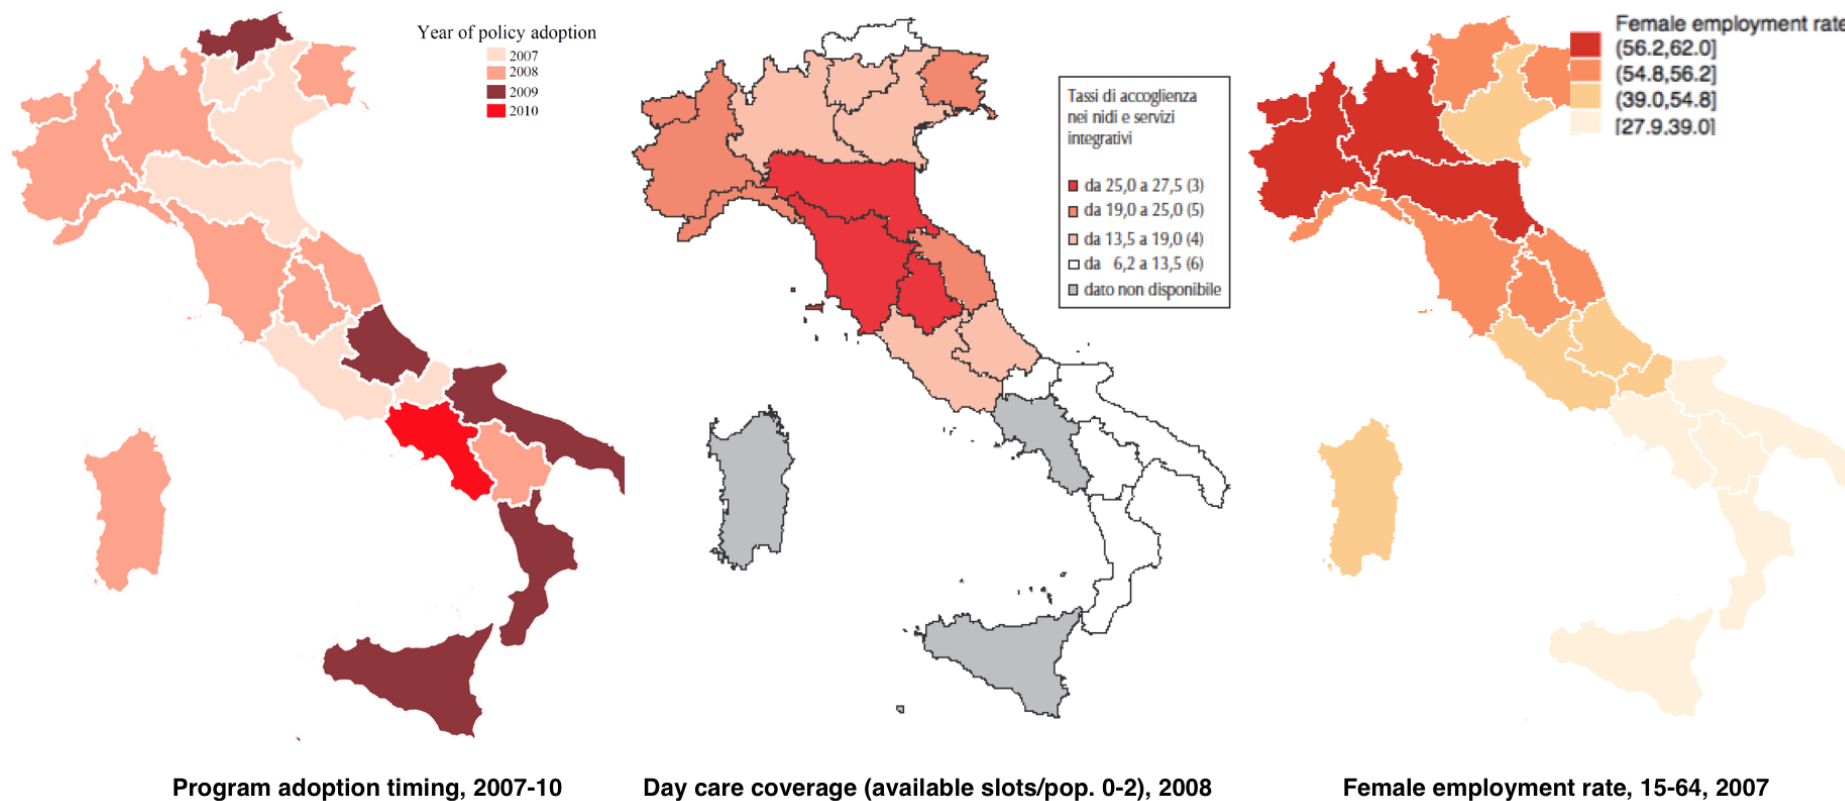 Year of policy adoption
2007
2008
2009
2010
Tassi di accoglienza
nei nidi e servizi
integrativi
da 25,0 a 27,5 (3)
da 19,0 a 25,0 (5)
da 13,5 a 19,0 (4)
da 6,2 a 13,5 (6)
dato non disponibile
Female employment rate
(56.2,62.0]
(54.8,56.2]
(39.0,54.8]
[27.9,39.0]
Program adoption timing, 2007-10
Day care coverage (available slots/pop. 0-2), 2008
Female employment rate, 15-64, 2007